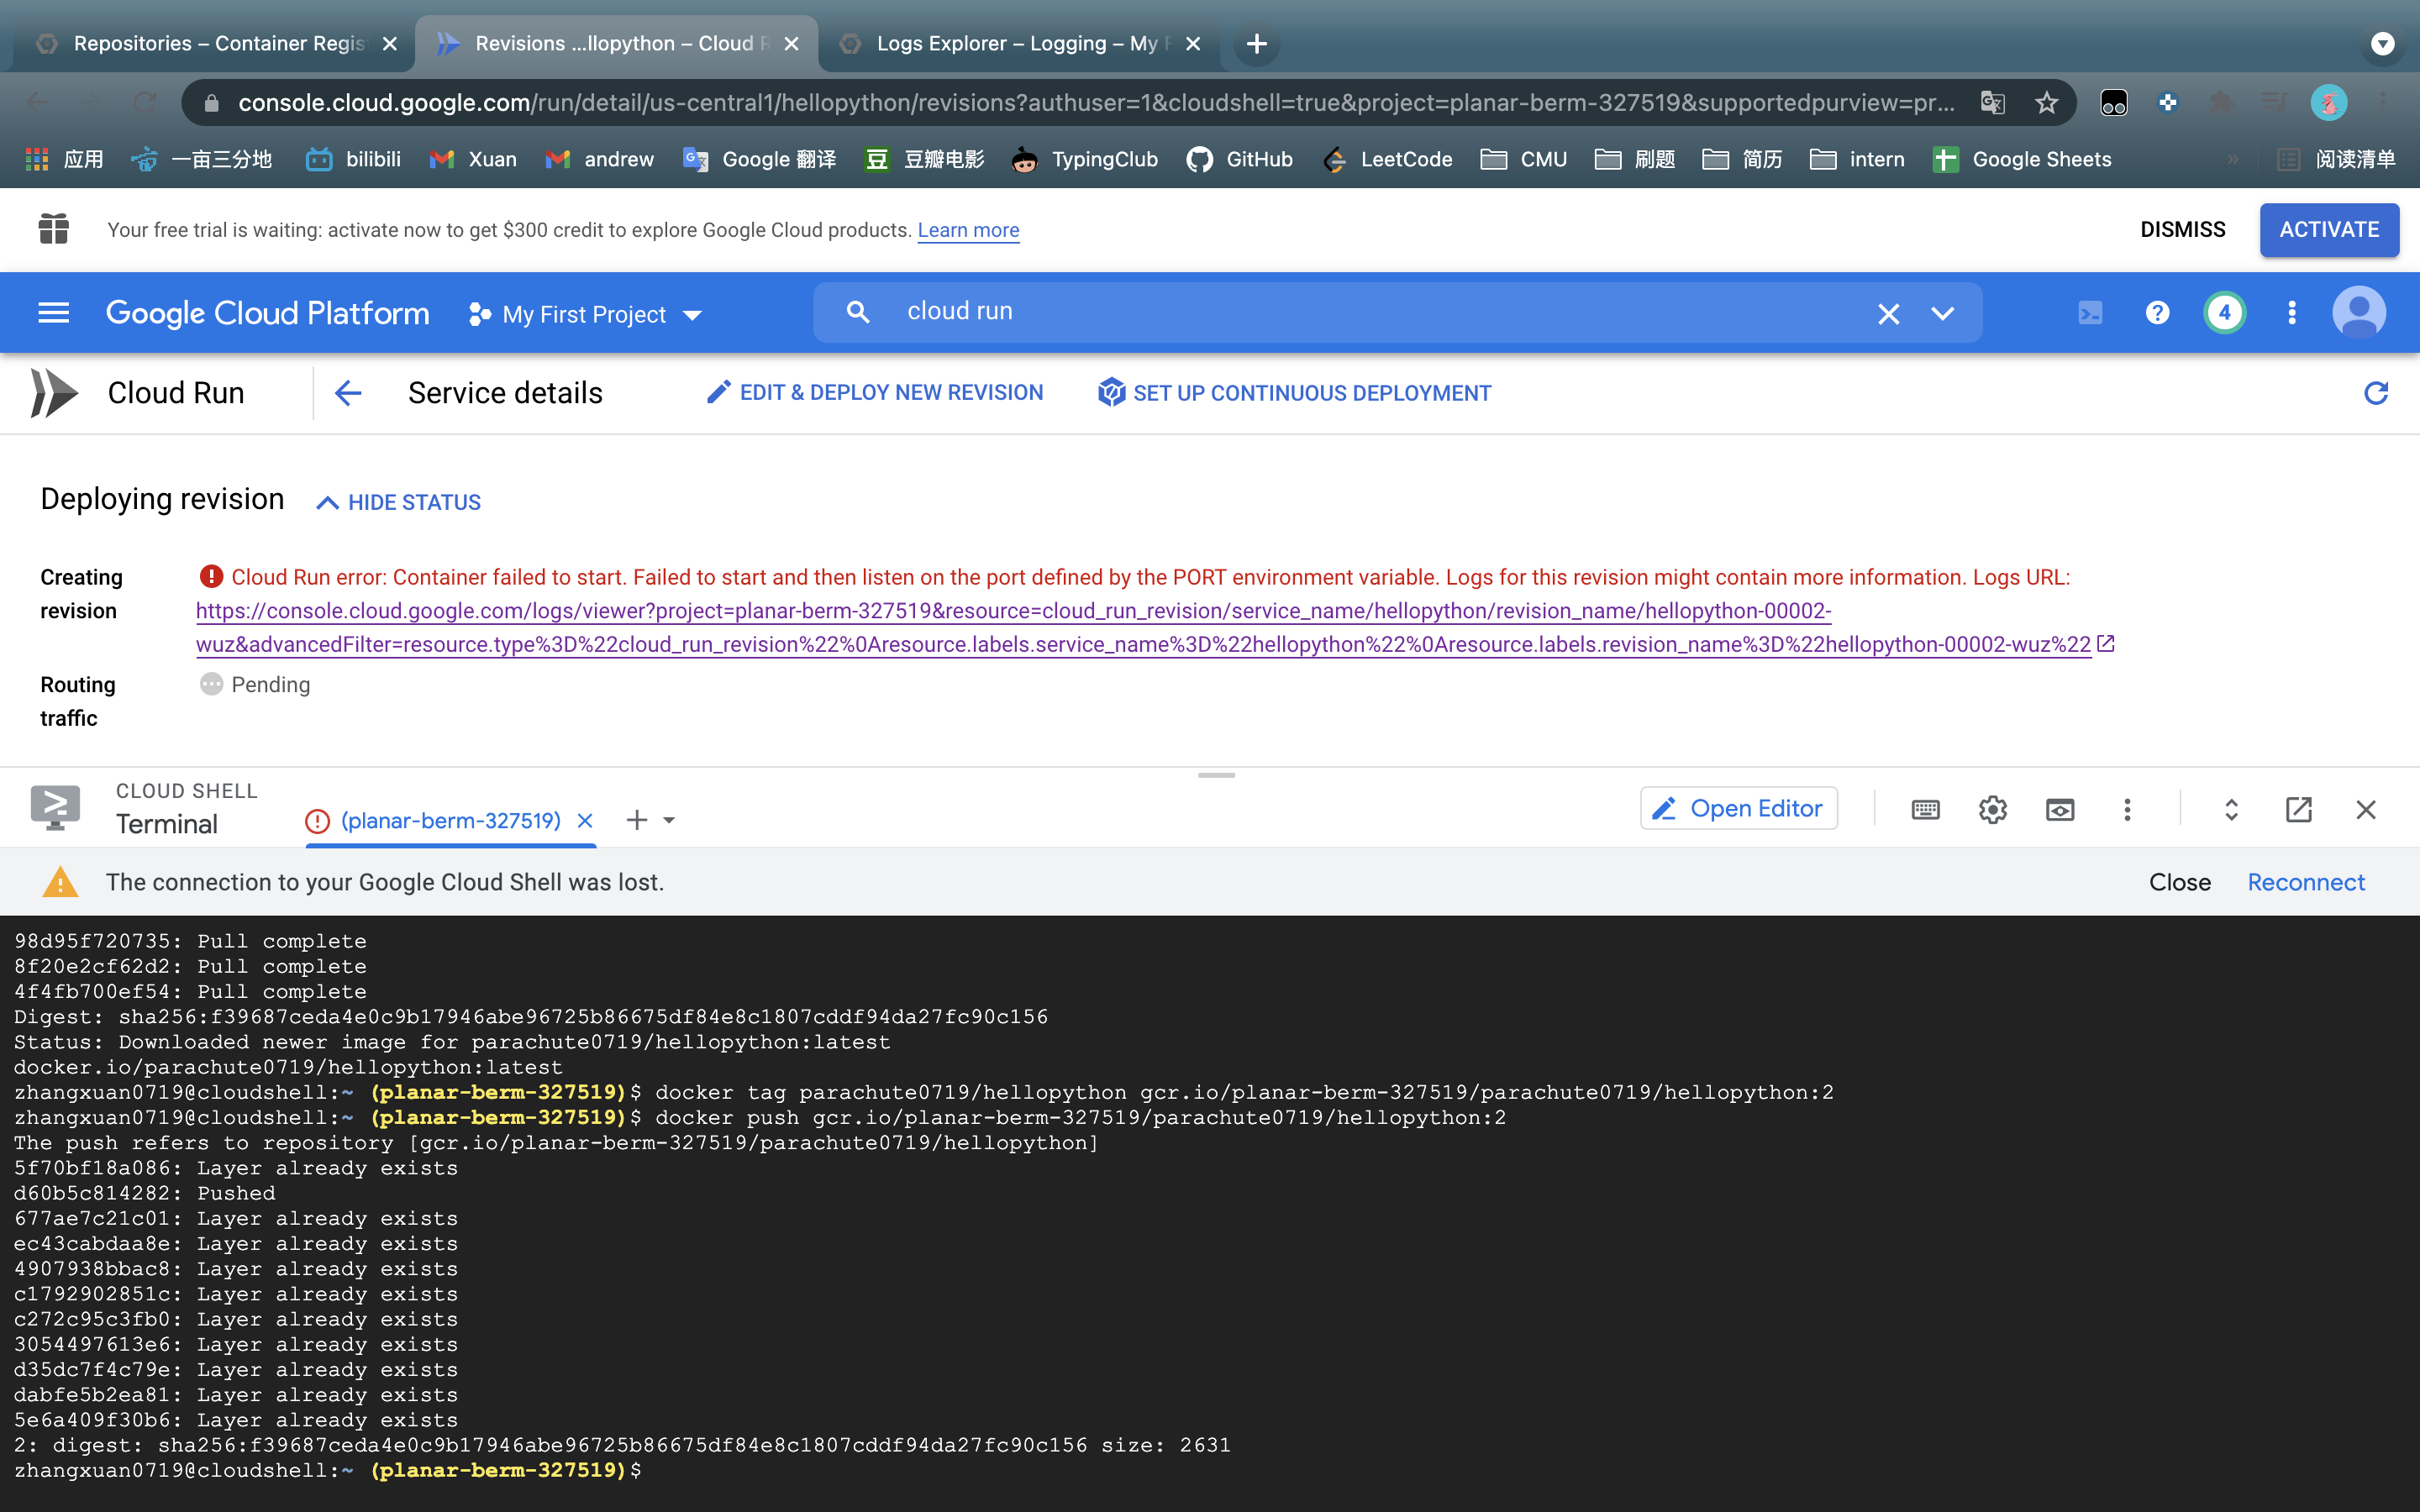 Repositories – Container Regis
Revisions ...llopython – Cloud R
Logs Explorer – Logging – My P
console.cloud.google.com/run/detail/us-central1/hellopython/revisions?authuser=1&cloudshell=true&project=planar-berm-327519&supportedpurview=pr...
应用 一亩三分地 bilibili Xuan andrew Google 翻译 豆瓣电影 TypingClub GitHub LeetCode CMU 刷题 简历 intern Google Sheets » 阅读清单
Your free trial is waiting: activate now to get $300 credit to explore Google Cloud products. Learn more
DISMISS ACTIVATE
Google Cloud Platform My First Project cloud run 4
Cloud Run Service details EDIT & DEPLOY NEW REVISION SET UP CONTINUOUS DEPLOYMENT
Deploying revision HIDE STATUS
Creating revision
Cloud Run error: Container failed to start. Failed to start and then listen on the port defined by the PORT environment variable. Logs for this revision might contain more information. Logs URL:
https://console.cloud.google.com/logs/viewer?project=planar-berm-327519&resource=cloud_run_revision/service_name/hellopython/revision_name/hellopython-00002-
wuz&advancedFilter=resource.type%3D%22cloud_run_revision%22%0Aresource.labels.service_name%3D%22hellopython%22%0Aresource.labels.revision_name%3D%22hellopython-00002-wuz%22
Routing traffic
Pending
CLOUD SHELL
Terminal (planar-berm-327519) Open Editor
The connection to your Google Cloud Shell was lost. Close Reconnect
98d95f720735: Pull complete
8f20e2cf62d2: Pull complete
4f4fb700ef54: Pull complete
Digest: sha256:f39687ceda4e0c9b17946abe96725b86675df84e8c1807cddf94da27fc90c156
Status: Downloaded newer image for parachute0719/hellopython:latest
docker.io/parachute0719/hellopython:latest
zhangxuan0719@cloudshell:~ (planar-berm-327519)$ docker tag parachute0719/hellopython gcr.io/planar-berm-327519/parachute0719/hellopython:2
zhangxuan0719@cloudshell:~ (planar-berm-327519)$ docker push gcr.io/planar-berm-327519/parachute0719/hellopython:2
The push refers to repository [gcr.io/planar-berm-327519/parachute0719/hellopython]
5f70bf18a086: Layer already exists
d60b5c814282: Pushed
677ae7c21c01: Layer already exists
ec43cabdaa8e: Layer already exists
4907938bbac8: Layer already exists
c1792902851c: Layer already exists
c272c95c3fb0: Layer already exists
3054497613e6: Layer already exists
d35dc7f4c79e: Layer already exists
dabfe5b2ea81: Layer already exists
5e6a409f30b6: Layer already exists
2: digest: sha256:f39687ceda4e0c9b17946abe96725b86675df84e8c1807cddf94da27fc90c156 size: 2631
zhangxuan0719@cloudshell:~ (planar-berm-327519)$